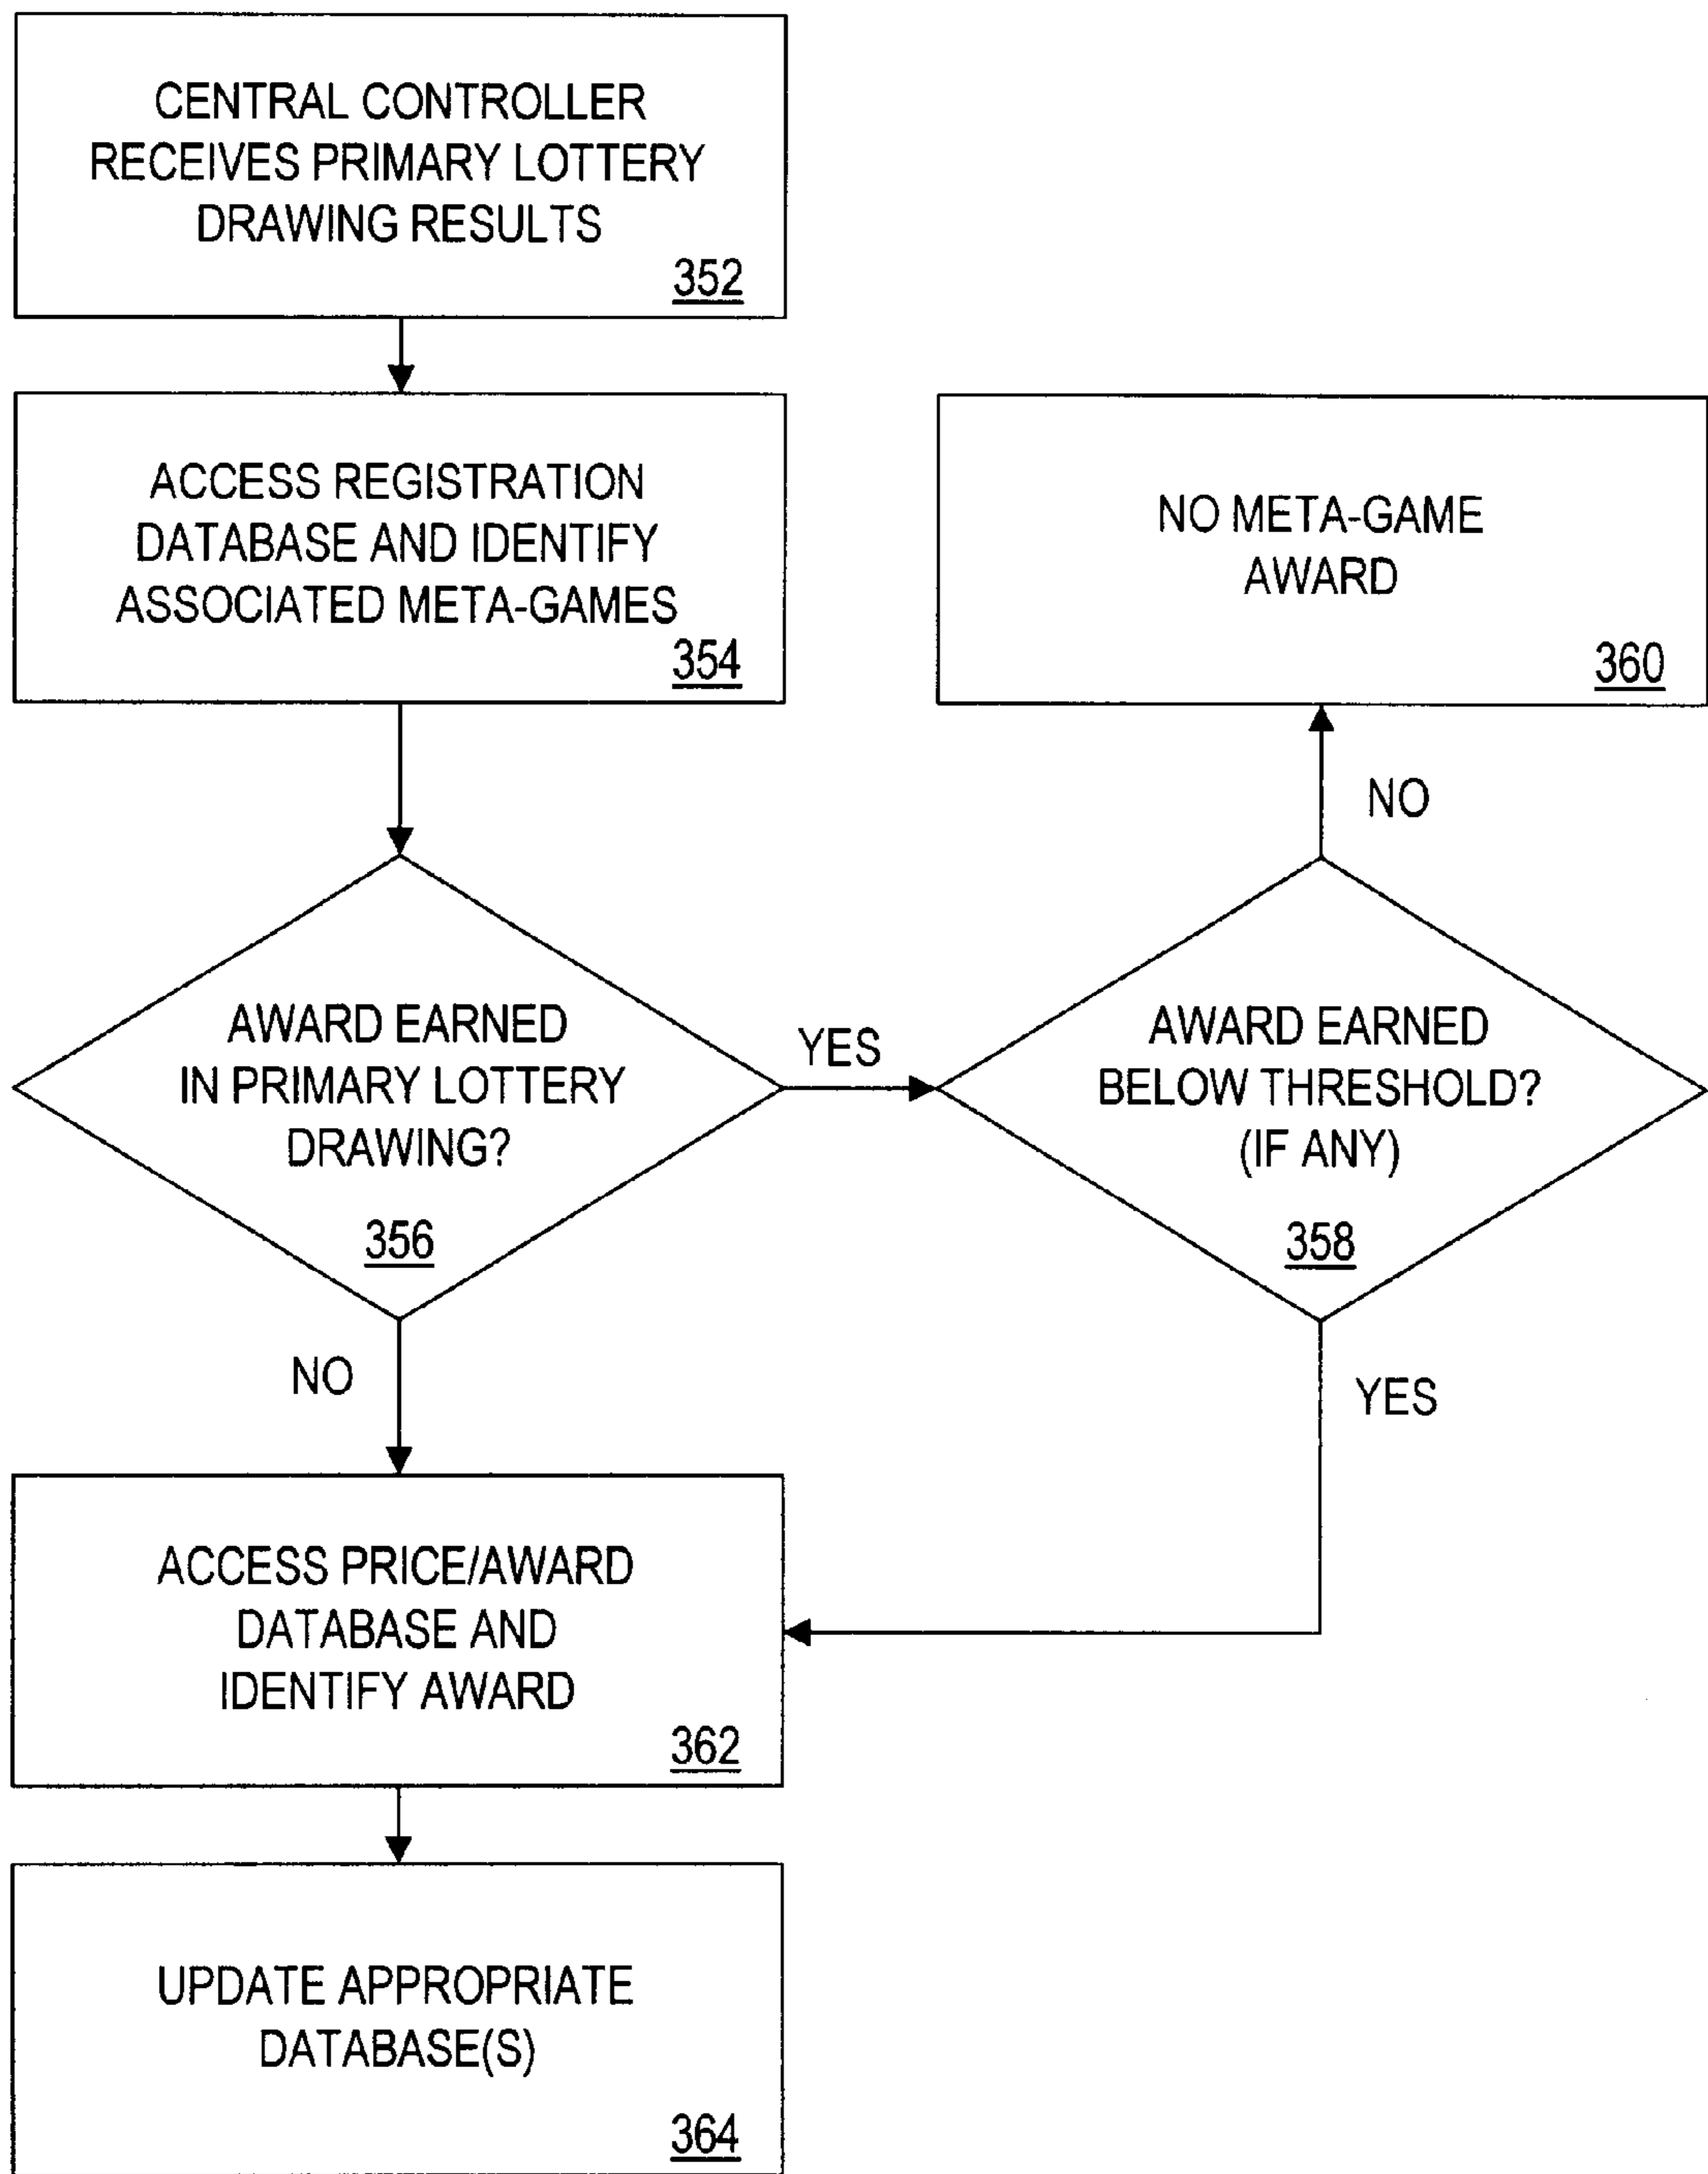 CENTRAL CONTROLLER
RECEIVES PRIMARY LOTTERY
DRAWING RESULTS
352
ACCESS REGISTRATION
DATABASE AND IDENTIFY
ASSOCIATED META-GAMES
354
NO META-GAME
AWARD
360
NO
AWARD EARNED
IN PRIMARY LOTTERY
DRAWING?
356
YES
AWARD EARNED
BELOW THRESHOLD?
(IF ANY)
358
NO
YES
ACCESS PRICE/AWARD
DATABASE AND
IDENTIFY AWARD
362
UPDATE APPROPRIATE
DATABASE(S)
364